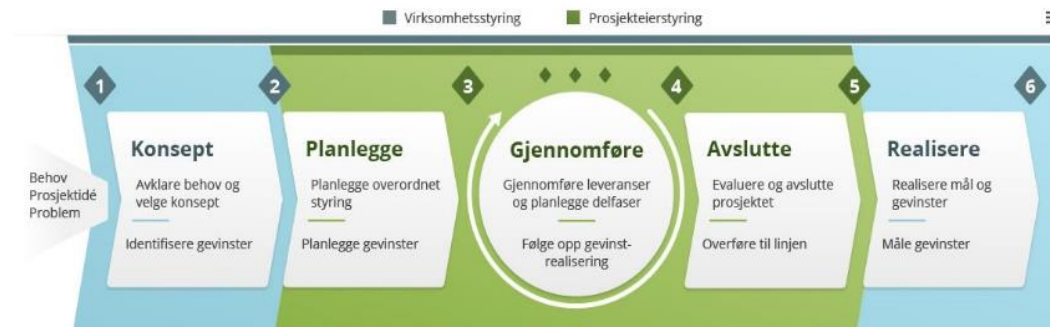 Virksomhetsstyring
Prosjekteierstyring
1
2
3
4
5
6
Behov
Prosjektidé
Problem
Konsept
Avklare behov og
velge konsept
Identifisere gevinster
Planlegge
Planlegge overordnet
styring
Planlegge gevinster
Gjennomføre
Gjennomføre leveranser
og planlegge delfaser
Følge opp gevinst-
realisering
Avslutte
Evaluere og avslutte
prosjektet
Overføre til linjen
Realisere
Realisere mål og
gevinster
Måle gevinster